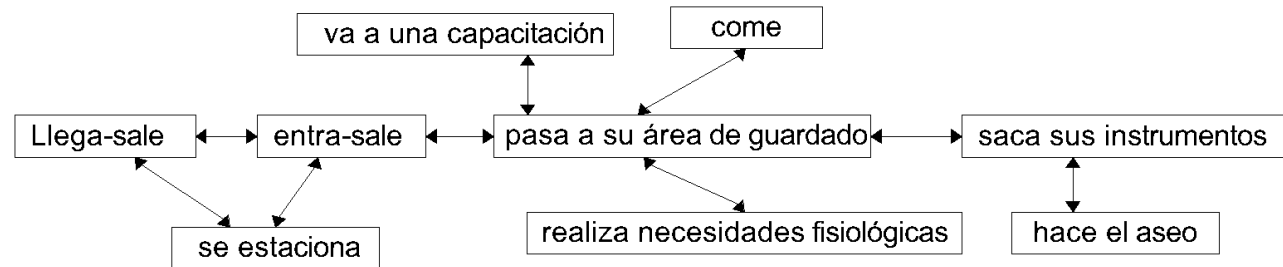 va a una capacitación
come
Llega-sale
entra-sale
pasa a su área de guardado
saca sus instrumentos
se estaciona
realiza necesidades fisiológicas
hace el aseo